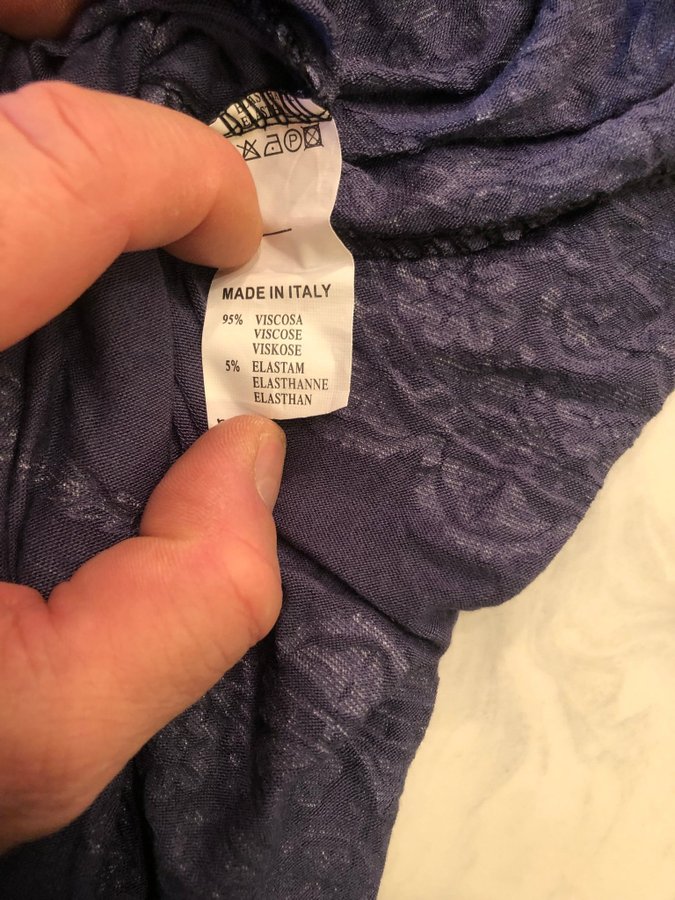 MADE IN ITALY
95% VISCOSA
VISCOSE
VISKOSE
5% ELASTAM
ELASTHANNE
ELASTHAN